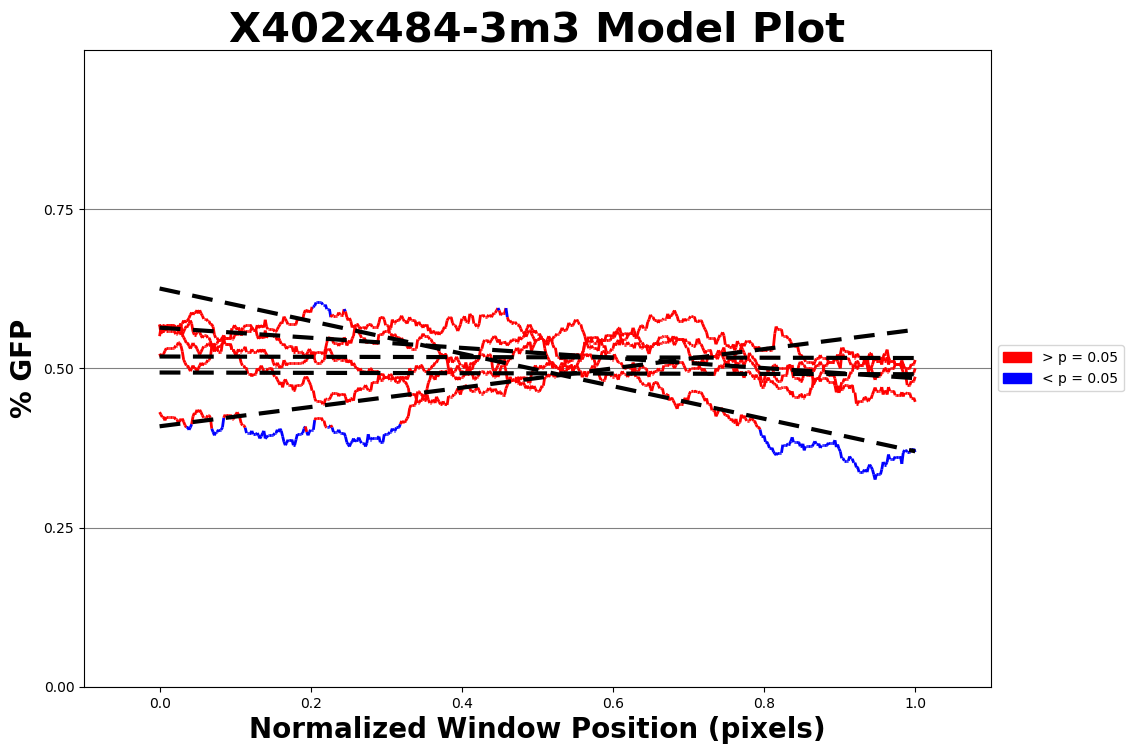 X402x484-3m3 Model Plot
% GFP
0.75
0.50
0.25
0.00
0.0 0.2 0.4 0.6 0.8 1.0
Normalized Window Position (pixels)
> p = 0.05
< p = 0.05